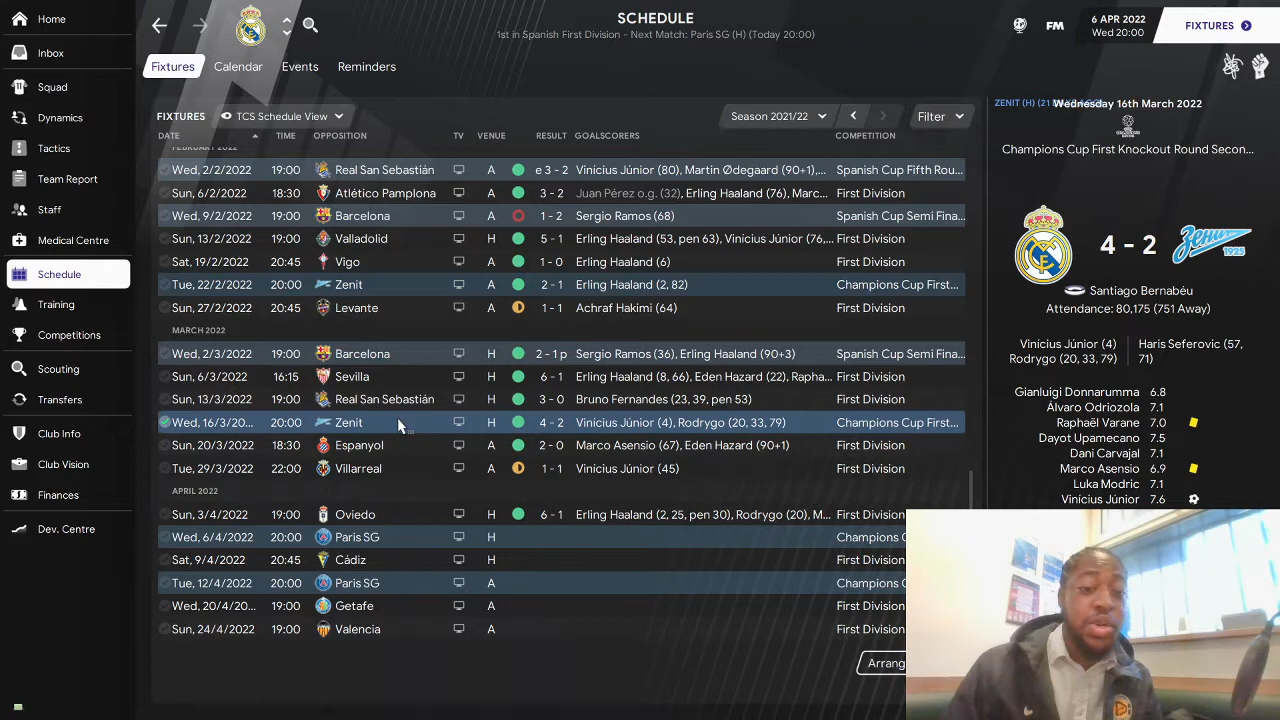 Home
Inbox
Squad
Dynamics
Tactics
Team Report
Staff
Medical Centre
Schedule
Training
Competitions
Scouting
Transfers
Club Info
Club Vision
Finances
Dev. Centre
SCHEDULE
1st in Spanish First Division - Next Match: Paris SG (H) (Today 20:00)
FM
6 APR 2022
Wed 20:00
FIXTURES
Fixtures Calendar Events Reminders
FIXTURES TCS Schedule View Season 2021/22 Filter
DATE TIME OPPOSITION TV VENUE RESULT GOALSCORERS COMPETITION
FEBRUARY 2022
Wed, 2/2/2022 19:00 Real San Sebastián A e 3 - 2 Vinícius Júnior (80), Martin Ødegaard (90+1),... Spanish Cup Fifth Rou...
Sun, 6/2/2022 18:30 Atlético Pamplona A 3 - 2 Juan Pérez o.g. (32), Erling Haaland (76), Marc... First Division
Wed, 9/2/2022 19:00 Barcelona A 1 - 2 Sergio Ramos (68) Spanish Cup Semi Fina...
Sun, 13/2/2022 19:00 Valladolid H 5 - 1 Erling Haaland (53, pen 63), Vinícius Júnior (76,... First Division
Sat, 19/2/2022 20:45 Vigo A 1 - 0 Erling Haaland (6) First Division
Tue, 22/2/2022 20:00 Zenit A 2 - 1 Erling Haaland (2, 82) Champions Cup First...
Sun, 27/2/2022 20:45 Levante A 1 - 1 Achraf Hakimi (64) First Division
MARCH 2022
Wed, 2/3/2022 19:00 Barcelona H 2 - 1 p Sergio Ramos (36), Erling Haaland (90+3) Spanish Cup Semi Fina...
Sun, 6/3/2022 16:15 Sevilla H 6 - 1 Erling Haaland (8, 66), Eden Hazard (22), Rapha... First Division
Sun, 13/3/2022 19:00 Real San Sebastián H 3 - 0 Bruno Fernandes (23, 39, pen 53) First Division
Wed, 16/3/20... 20:00 Zenit H 4 - 2 Vinícius Júnior (4), Rodrygo (20, 33, 79) Champions Cup First...
Sun, 20/3/2022 18:30 Espanyol A 2 - 0 Marco Asensio (67), Eden Hazard (90+1) First Division
Tue, 29/3/2022 22:00 Villarreal A 1 - 1 Vinícius Júnior (45) First Division
APRIL 2022
Sun, 3/4/2022 19:00 Oviedo H 6 - 1 Erling Haaland (2, 25, pen 30), Rodrygo (20), M... First Division
Wed, 6/4/2022 20:00 Paris SG H Champions C
Sat, 9/4/2022 20:45 Cádiz H First Division
Tue, 12/4/2022 20:00 Paris SG A Champions C
Wed, 20/4/20... 19:00 Getafe A First Division
Sun, 24/4/2022 19:00 Valencia A First Division
Arrang
ZENIT (H) (21
Wednesday 16th March 2022
Champions Cup First Knockout Round Secon...
4 - 2
Зенит
1925
Santiago Bernabéu
Attendance: 80,175 (751 Away)
Vinícius Júnior (4)
Rodrygo (20, 33, 79)
Haris Seferovic (57,
71)
Gianluigi Donnarumma 6.8
Álvaro Odriozola 7.1
Raphaël Varane 7.0
Dayot Upamecano 7.5
Dani Carvajal 7.1
Marco Asensio 6.9
Luka Modric 7.1
Vinícius Júnior 7.6